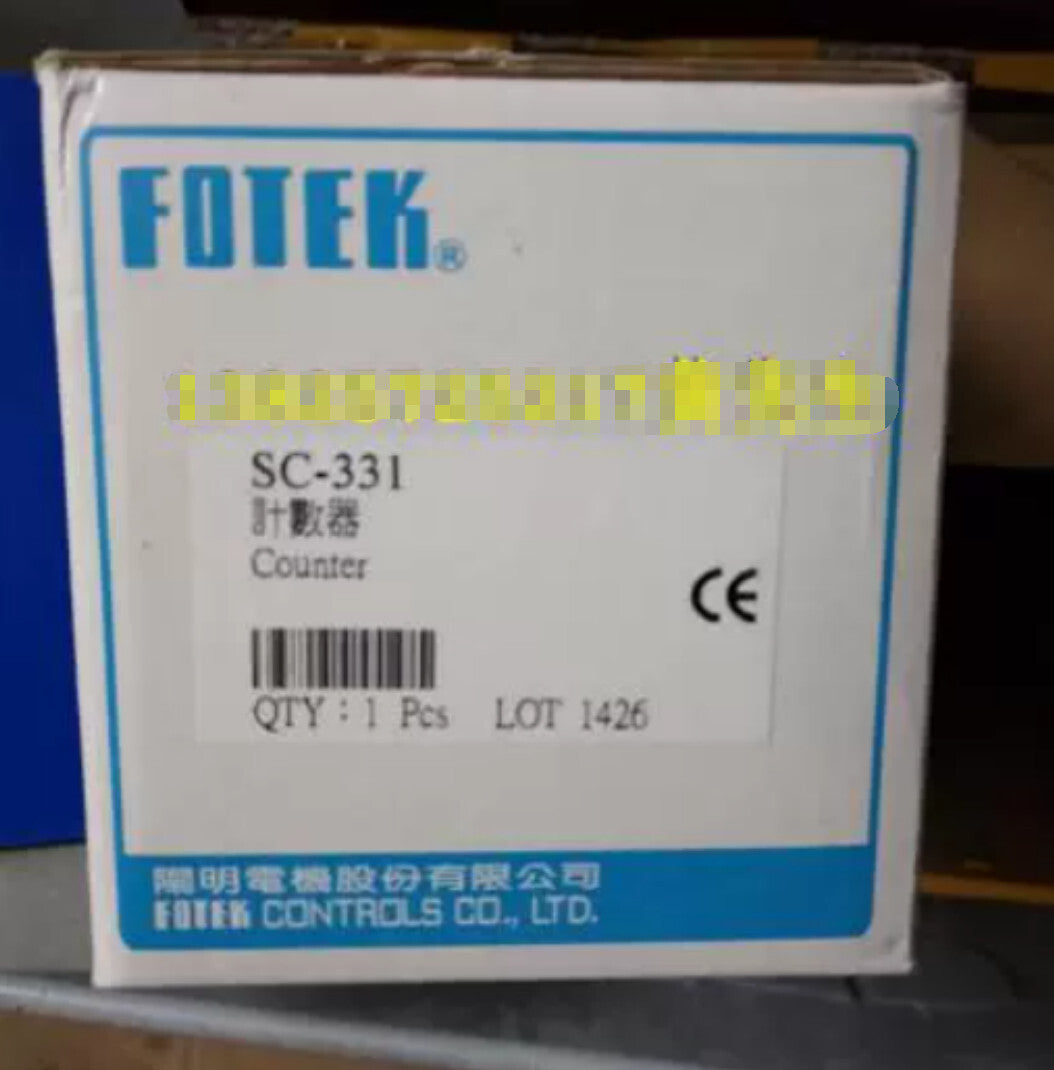 FOTEK®
SC-331
計數器
Counter
QTY : 1 Pcs LOT 1426
陽明電機股份有限公司
FOTEK CONTROLS CO., LTD.
CE